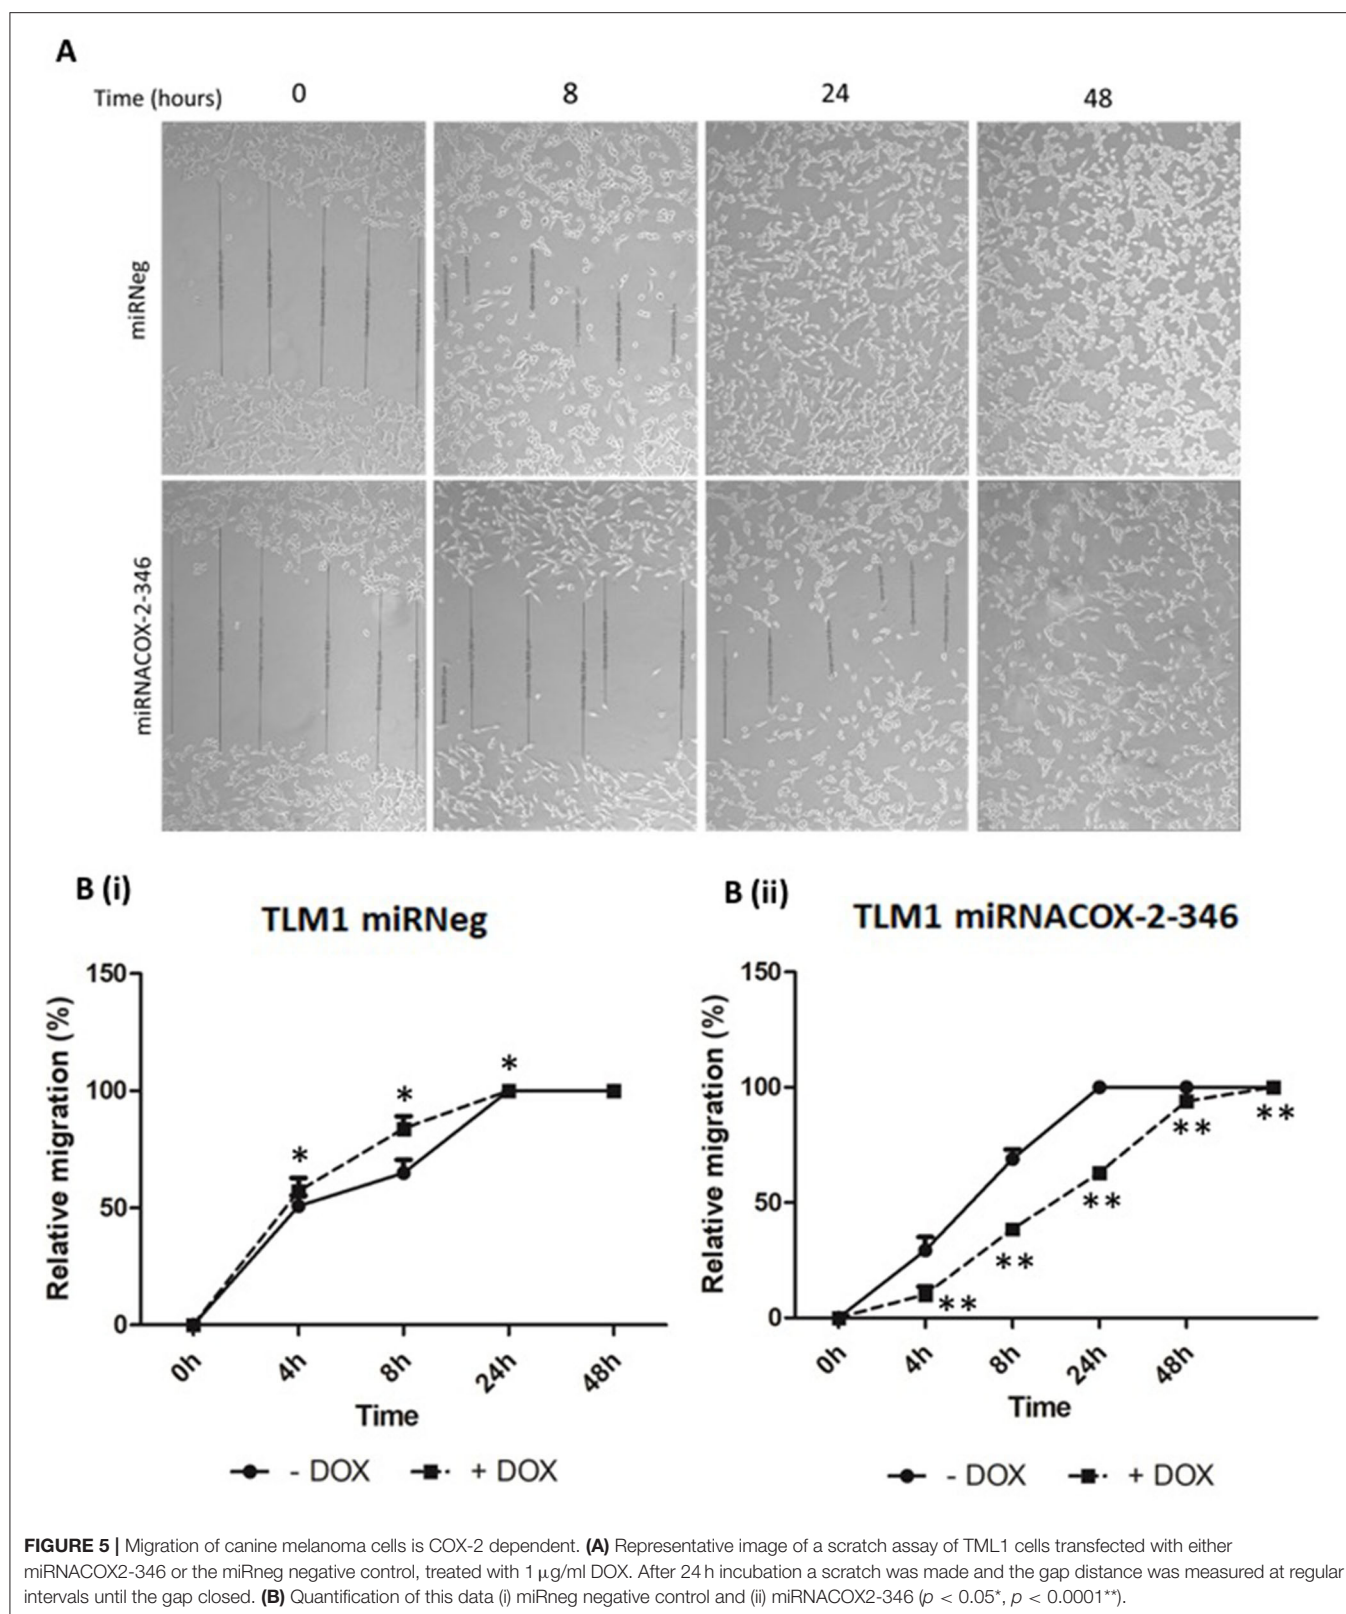 A
Time (hours) 0 8 24 48
miRNeg
miRNACOX-2-346
B (i)
TLM1 miRNeg
Relative migration (%)
150
100
50
0
* * *
0h 4h 8h 24h 48h
Time
- DOX + DOX
B (ii)
TLM1 miRNACOX-2-346
Relative migration (%)
150
100
50
0
** ** ** ** **
0h 4h 8h 24h 48h
Time
- DOX + DOX
FIGURE 5 | Migration of canine melanoma cells is COX-2 dependent. (A) Representative image of a scratch assay of TML1 cells transfected with either
miRNACOX2-346 or the miRneg negative control, treated with 1 µg/ml DOX. After 24 h incubation a scratch was made and the gap distance was measured at regular
intervals until the gap closed. (B) Quantification of this data (i) miRneg negative control and (ii) miRNACOX2-346 (p < 0.05*, p < 0.0001**).